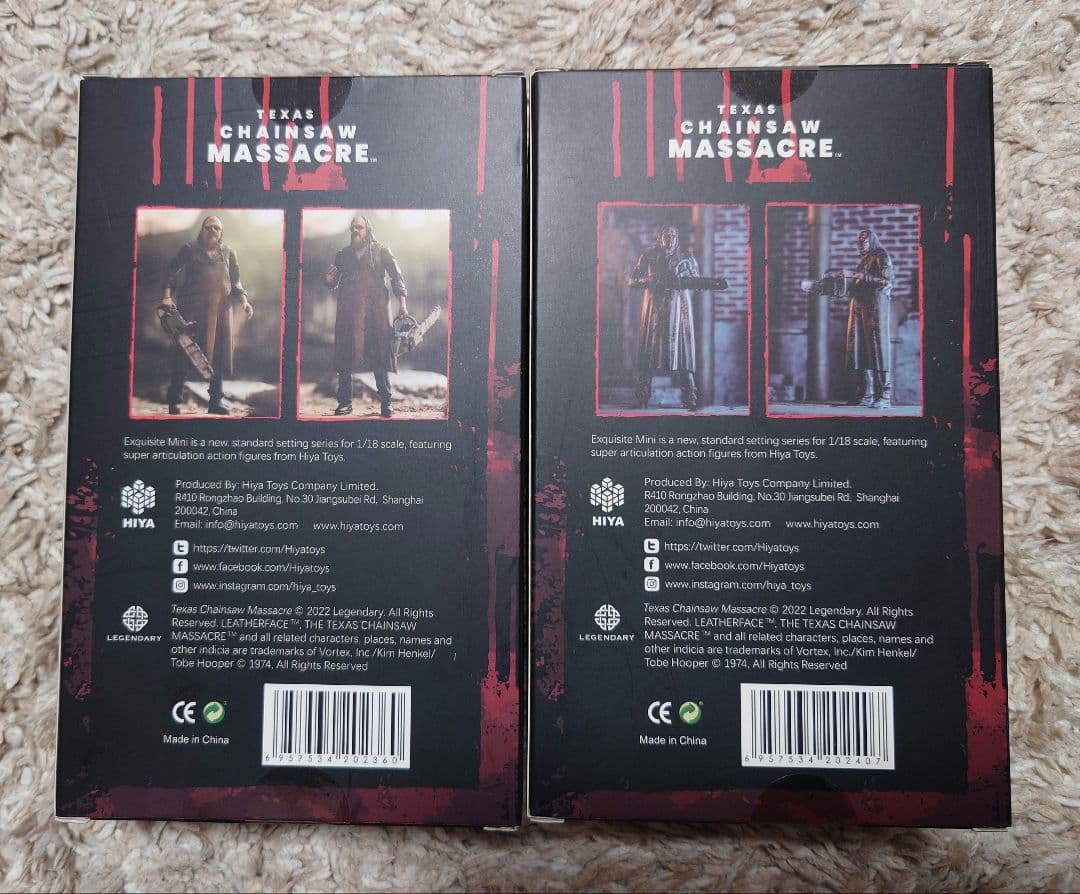 TEXAS
CHAINSAW
MASSACRE™
Exquisite Mini is a new, standard setting series for 1/18 scale, featuring
super articulation action figures from Hiya Toys.
HIYA
Produced By: Hiya Toys Company Limited.
R410 Rongzhao Building, No.30 Jiangsubei Rd, Shanghai
200042, China
Email: info@hiyatoys.com www.hiyatoys.com
https://twitter.com/Hiyatoys
www.facebook.com/Hiyatoys
www.instagram.com/hiya_toys
LEGENDARY
Texas Chainsaw Massacre © 2022 Legendary. All Rights
Reserved. LEATHERFACE™, THE TEXAS CHAINSAW
MASSACRE™ and all related characters, places, names and
other indicia are trademarks of Vortex, Inc./Kim Henkel/
Tobe Hooper © 1974, All Rights Reserved
CE
Made in China
6 957534 202360
TEXAS
CHAINSAW
MASSACRE™
Exquisite Mini is a new, standard setting series for 1/18 scale, featuring
super articulation action figures from Hiya Toys.
HIYA
Produced By: Hiya Toys Company Limited.
R410 Rongzhao Building, No.30 Jiangsubei Rd, Shanghai
200042, China
Email: info@hiyatoys.com www.hiyatoys.com
https://twitter.com/Hiyatoys
www.facebook.com/Hiyatoys
www.instagram.com/hiya_toys
LEGENDARY
Texas Chainsaw Massacre © 2022 Legendary. All Rights
Reserved. LEATHERFACE™, THE TEXAS CHAINSAW
MASSACRE™ and all related characters, places, names and
other indicia are trademarks of Vortex, Inc./Kim Henkel/
Tobe Hooper © 1974, All Rights Reserved
CE
Made in China
6 957534 202407